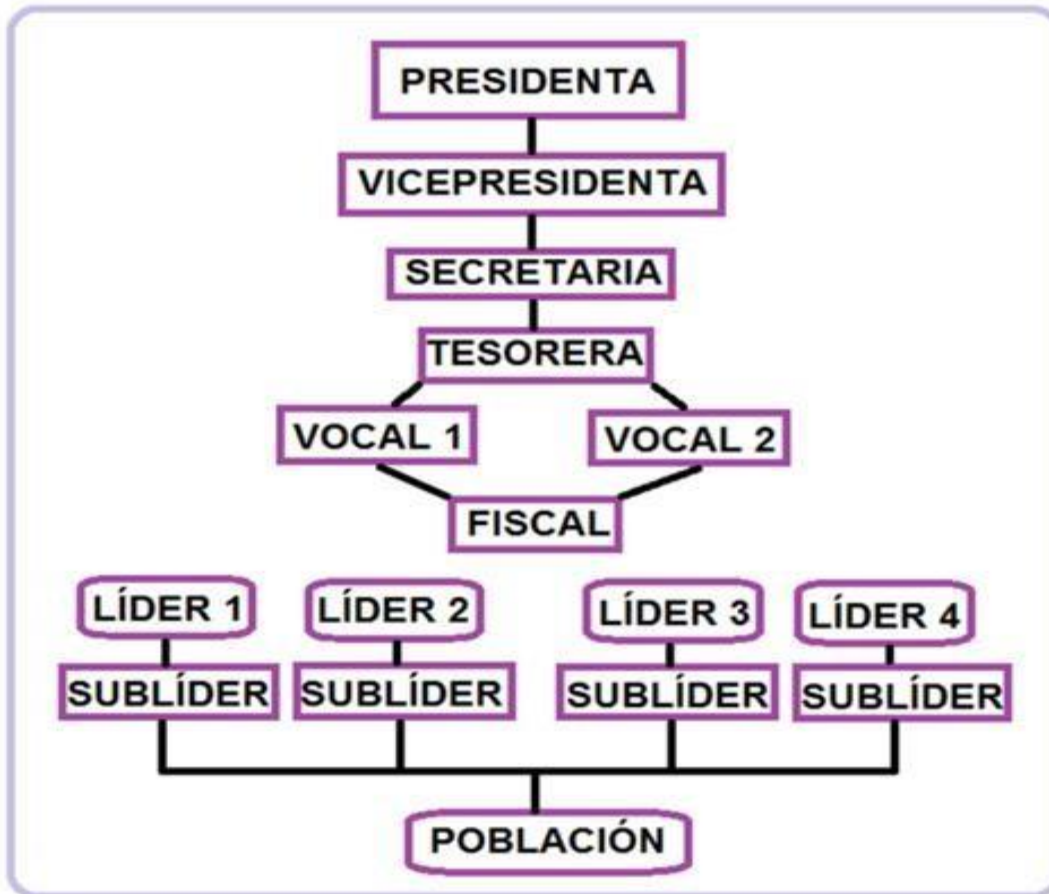 PRESIDENTA
VICEPRESIDENTA
SECRETARIA
TESORERA
VOCAL 1 VOCAL 2
FISCAL
LÍDER 1 LÍDER 2 LÍDER 3 LÍDER 4
SUBLÍDER SUBLÍDER SUBLÍDER SUBLÍDER
POBLACIÓN